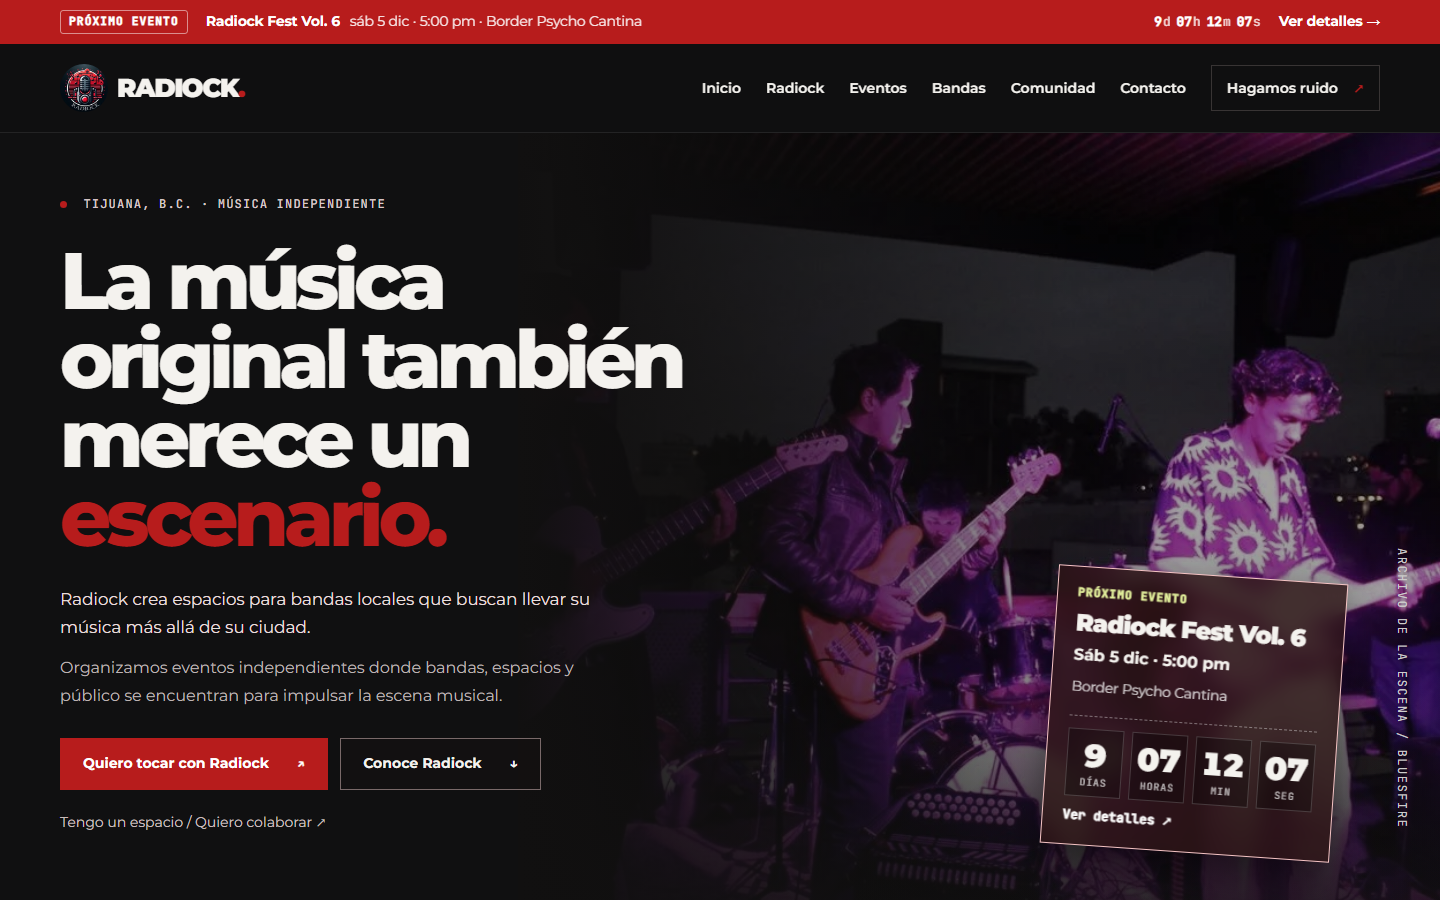 PRÓXIMO EVENTO Radiock Fest Vol. 6 sáb 5 dic · 5:00 pm · Border Psycho Cantina 9d 07h 12m 07s Ver detalles →
RADIOCK.
Inicio Radiock Eventos Bandas Comunidad Contacto Hagamos ruido ↗
TIJUANA, B.C. · MÚSICA INDEPENDIENTE
La música
original también
merece un
escenario.
Radiock crea espacios para bandas locales que buscan llevar su
música más allá de su ciudad.
Organizamos eventos independientes donde bandas, espacios y
público se encuentran para impulsar la escena musical.
Quiero tocar con Radiock ↗
Conoce Radiock ↓
Tengo un espacio / Quiero colaborar ↗
PRÓXIMO EVENTO
Radiock Fest Vol. 6
Sáb 5 dic · 5:00 pm
Border Psycho Cantina
9 07 12 07
DÍAS HORAS MIN SEG
Ver detalles ↗
ARCHIVO DE LA ESCENA / BLUESFIRE